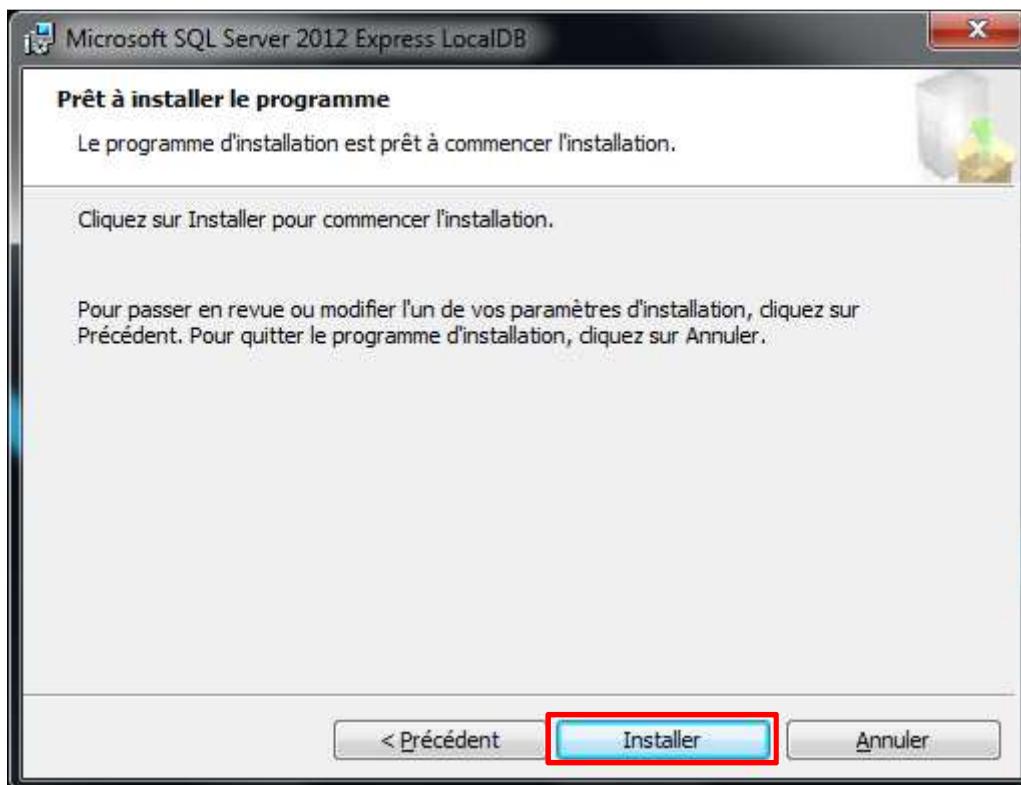 Microsoft SQL Server 2012 Express LocalDB
Prêt à installer le programme
Le programme d'installation est prêt à commencer l'installation.
Cliquez sur Installer pour commencer l'installation.
Pour passer en revue ou modifier l'un de vos paramètres d'installation, cliquez sur
Précédent. Pour quitter le programme d'installation, cliquez sur Annuler.
< Précédent Installer Annuler